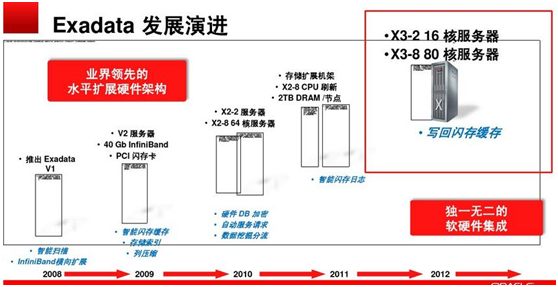 Exadata 发展演进
业界领先的
水平扩展硬件架构
•X3-2 16 核服务器
•X3-8 80 核服务器
•写回闪存缓存
• 存储扩展机架
• X2-8 CPU 刷新
• 2TB DRAM /节点
• 智能闪存日志
• X2-2 服务器
• X2-8 64 核服务器
• 硬件 DB 加密
• 自动服务请求
• 数据挖掘分流
• V2 服务器
• 40 Gb InfiniBand
• PCI 闪存卡
• 智能闪存缓存
• 存储索引
• 列压缩
• 推出 Exadata
V1
• 智能扫描
• InfiniBand横向扩展
独一无二的
软硬件集成
2008
2009
2010
2011
2012
ORACLE